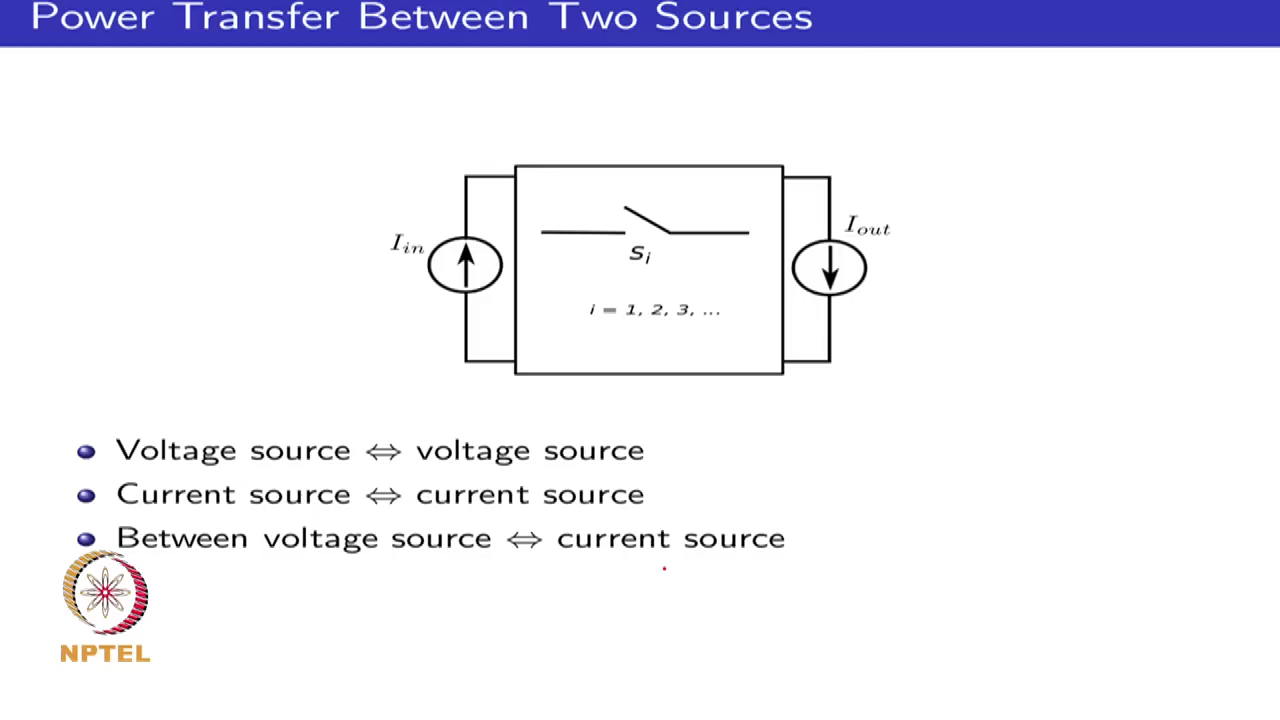 Power Transfer Between Two Sources
I_in
I_out
S_i
i = 1, 2, 3, ...
Voltage source ⇔ voltage source
Current source ⇔ current source
Between voltage source ⇔ current source
NPTEL